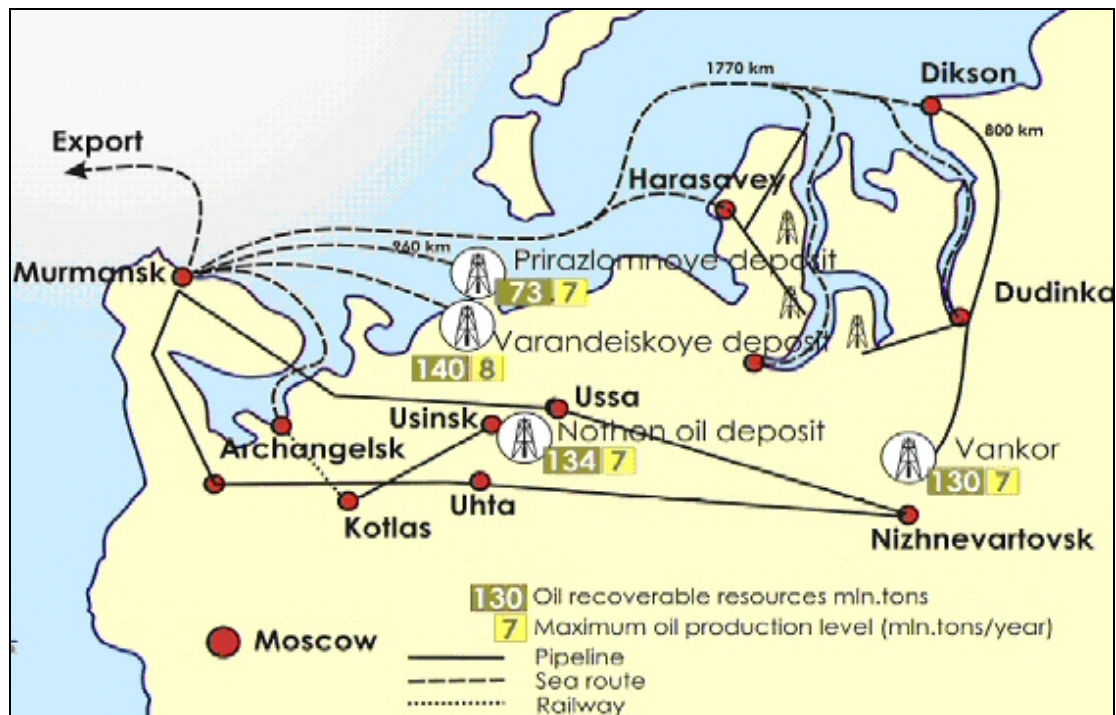 1770 km
Dikson
Export
800 km
Harasavey
960 km
Murmansk
Prirazlomnove deposit
73 7
Dudinka
Varandeiskoye deposit
140 8
Ussa
Usinsk
Archangelsk
Nothen oil deposit
134 7
Vankor
130 7
Uhta
Kotlas
Nizhnevartovsk
130 Oil recoverable resources mln.tons
7 Maximum oil production level (mln.tons/year)
Moscow
Pipeline
Sea route
Railway